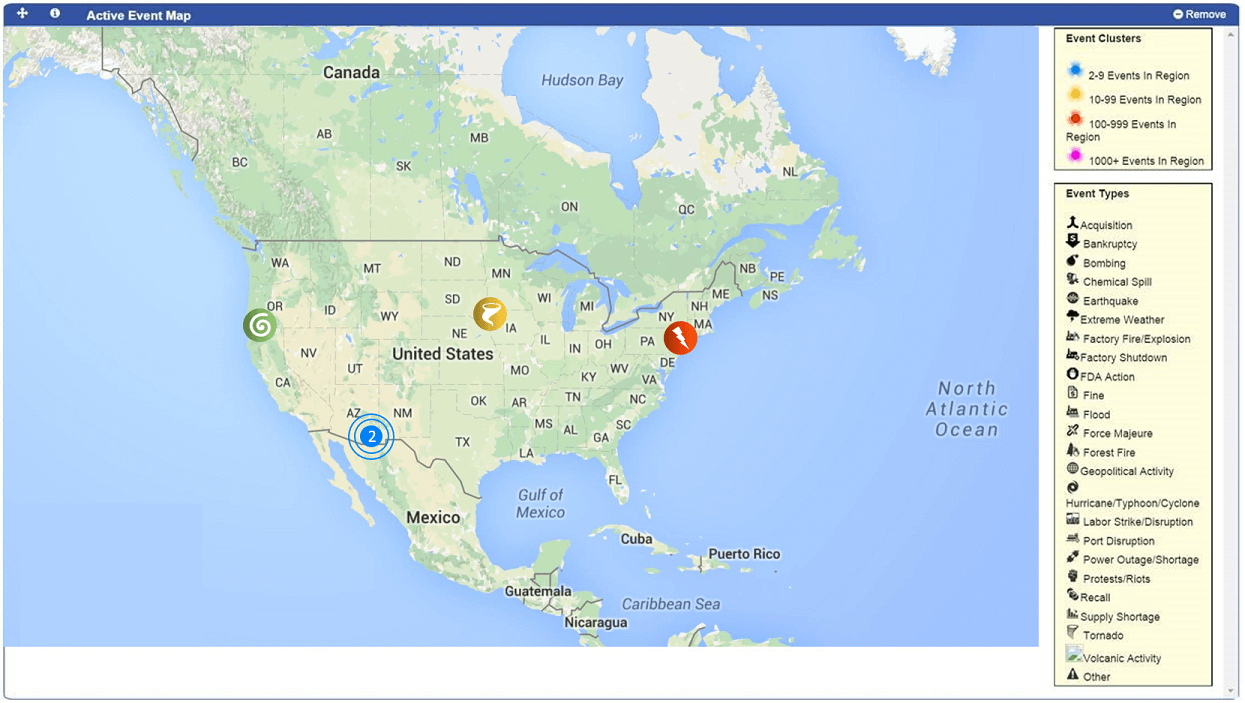 Active Event Map
Remove
Canada
Hudson Bay
AB
MB
BC
SK
NL
ON
QC
WA
MT
ND
MN
NB
PE
NS
OR
ID
SD
WI
MI
ME
NH
WY
NY
MA
NE
IA
IL
IN
OH
PA
NV
UT
United States
MO
WV
DE
CA
KY
VA
AZ
NM
OK
AR
TN
NC
2
TX
MS
AL
GA
SC
LA
FL
North
Atlantic
Ocean
Gulf of
Mexico
Mexico
Cuba
Puerto Rico
Guatemala
Caribbean Sea
Nicaragua
Event Clusters
2-9 Events In Region
10-99 Events In Region
100-999 Events In
Region
1000+ Events In Region
Event Types
Acquisition
Bankruptcy
Bombing
Chemical Spill
Earthquake
Extreme Weather
Factory Fire/Explosion
Factory Shutdown
FDA Action
Fine
Flood
Force Majeure
Forest Fire
Geopolitical Activity
Hurricane/Typhoon/Cyclone
Labor Strike/Disruption
Port Disruption
Power Outage/Shortage
Protests/Riots
Recall
Supply Shortage
Tornado
Volcanic Activity
Other